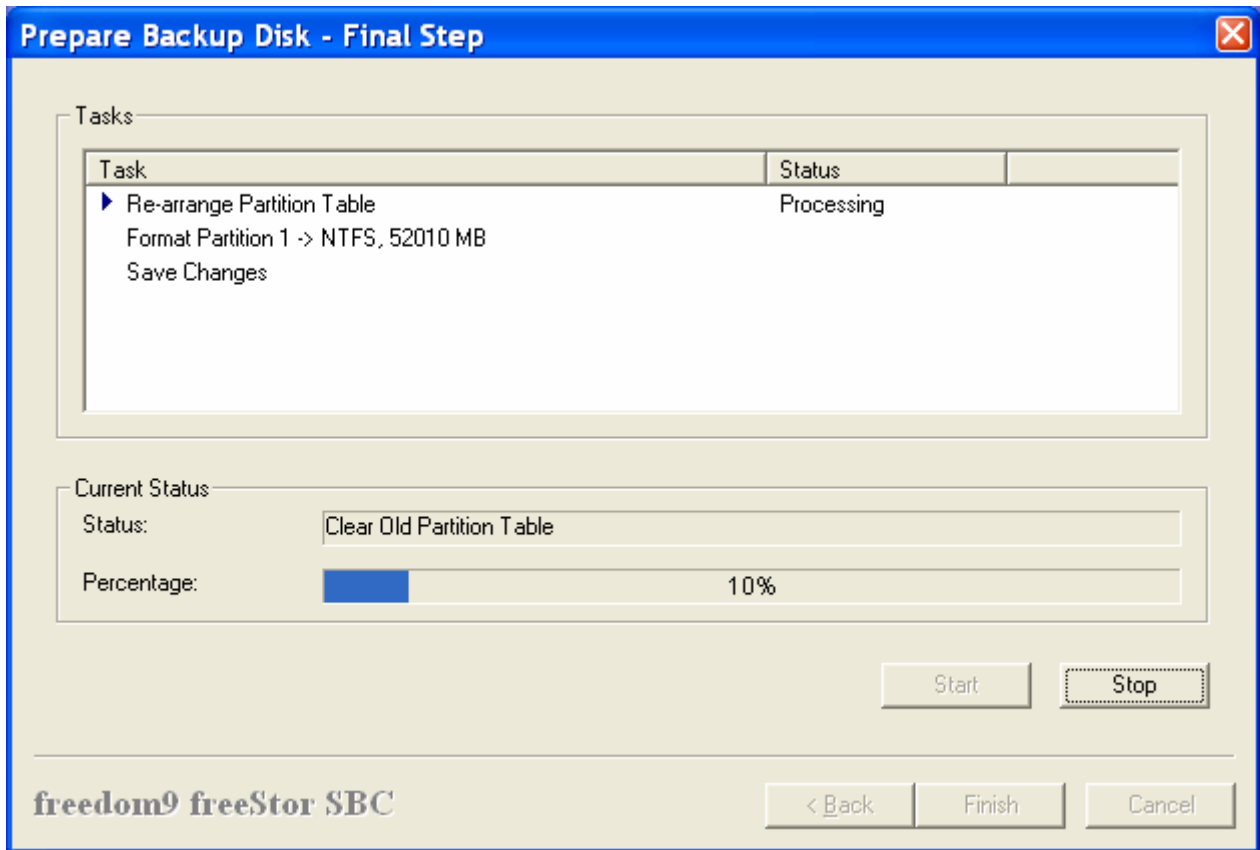 Prepare Backup Disk - Final Step
Tasks
Task Status
Re-arrange Partition Table Processing
Format Partition 1 -> NTFS, 52010 MB
Save Changes
Current Status
Status: Clear Old Partition Table
Percentage: 10%
Start Stop
freedom9 freeStor SBC < Back Finish Cancel